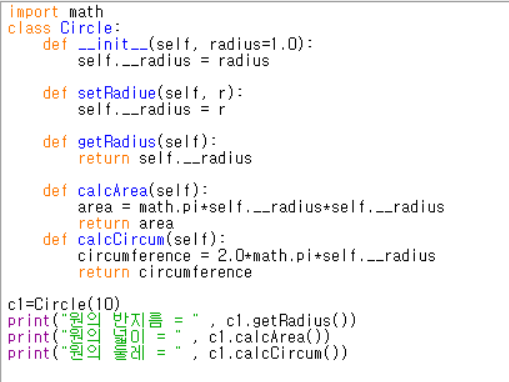 import math
class Circle:
    def __init__(self, radius=1.0):
        self.__radius = radius

    def setRadiue(self, r):
        self.__radius = r

    def getRadius(self):
        return self.__radius

    def calcArea(self):
        area = math.pi*self.__radius*self.__radius
        return area
    def calcCircum(self):
        circumference = 2.0*math.pi*self.__radius
        return circumference

c1=Circle(10)
print("원의 반지름 = " , c1.getRadius())
print("원의 넓이 = " , c1.calcArea())
print("원의 둘레 = " , c1.calcCircum())